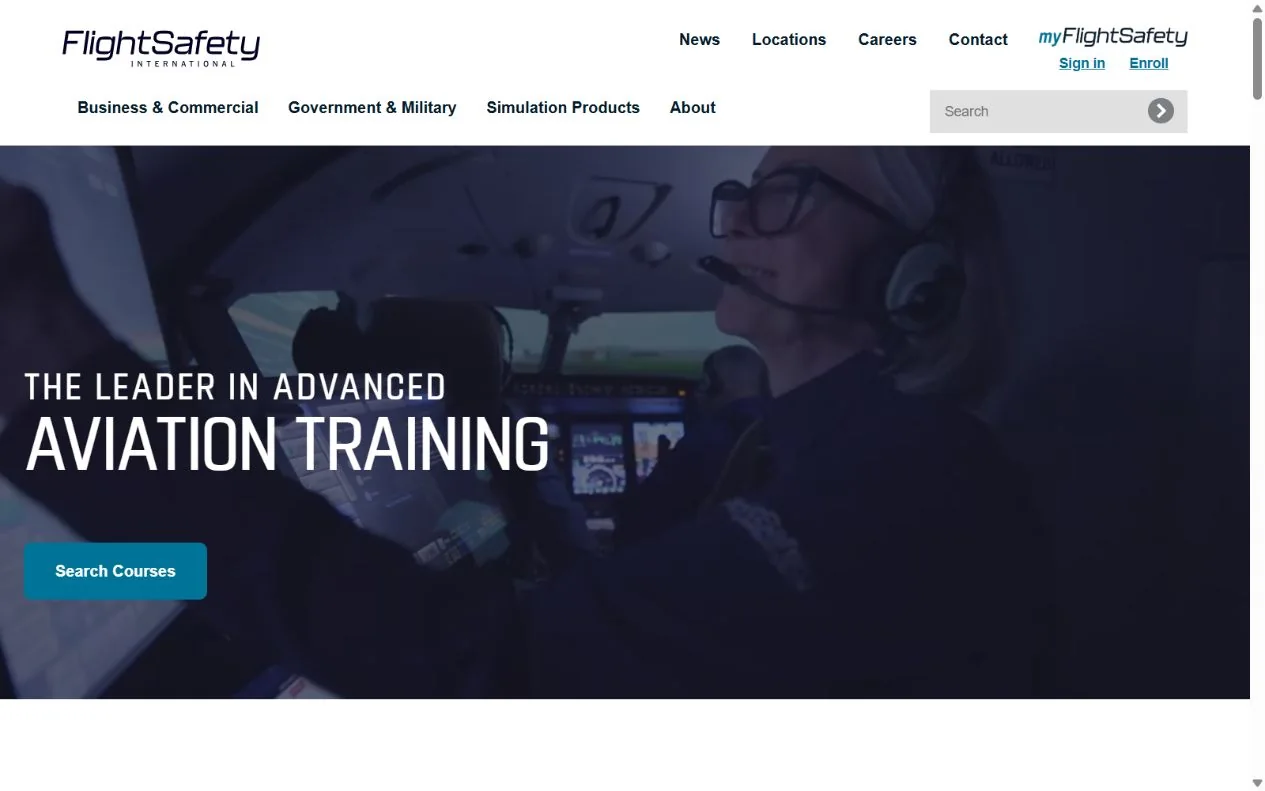 FlightSafety
INTERNATIONAL
News
Locations
Careers
Contact
myFlightSafety
Sign in
Enroll
Business & Commercial
Government & Military
Simulation Products
About
Search
ALLOWED
THE LEADER IN ADVANCED
AVIATION TRAINING
Search Courses